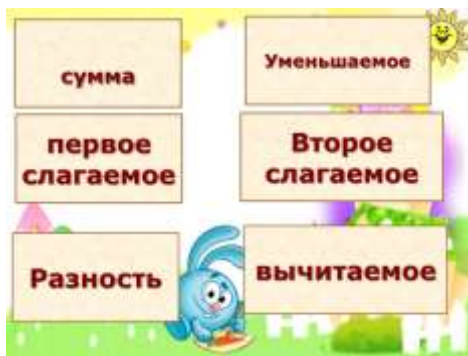 сумма
Уменьшаемое
первое
слагаемое
Второе
слагаемое
Разность
вычитаемое